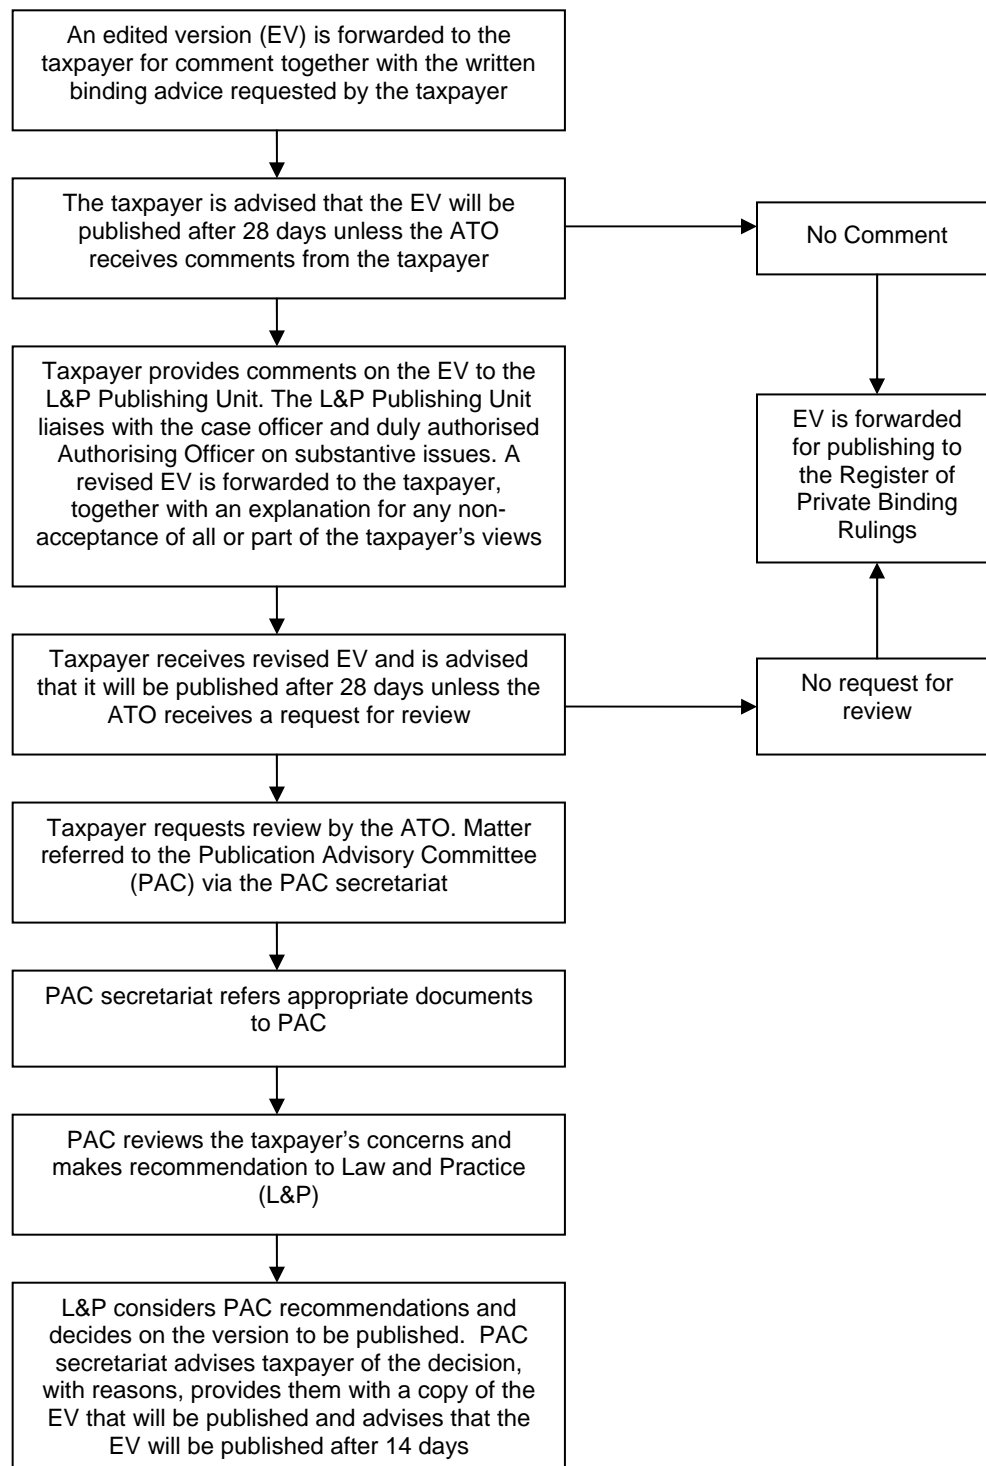 An edited version (EV) is forwarded to the
taxpayer for comment together with the written
binding advice requested by the taxpayer
The taxpayer is advised that the EV will be
published after 28 days unless the ATO
receives comments from the taxpayer
No Comment
Taxpayer provides comments on the EV to the
L&P Publishing Unit. The L&P Publishing Unit
liaises with the case officer and duly authorised
Authorising Officer on substantive issues. A
revised EV is forwarded to the taxpayer,
together with an explanation for any non-
acceptance of all or part of the taxpayer’s views
EV is forwarded
for publishing to
the Register of
Private Binding
Rulings
Taxpayer receives revised EV and is advised
that it will be published after 28 days unless the
ATO receives a request for review
No request for
review
Taxpayer requests review by the ATO. Matter
referred to the Publication Advisory Committee
(PAC) via the PAC secretariat
PAC secretariat refers appropriate documents
to PAC
PAC reviews the taxpayer’s concerns and
makes recommendation to Law and Practice
(L&P)
L&P considers PAC recommendations and
decides on the version to be published.  PAC
secretariat advises taxpayer of the decision,
with reasons, provides them with a copy of the
EV that will be published and advises that the
EV will be published after 14 days